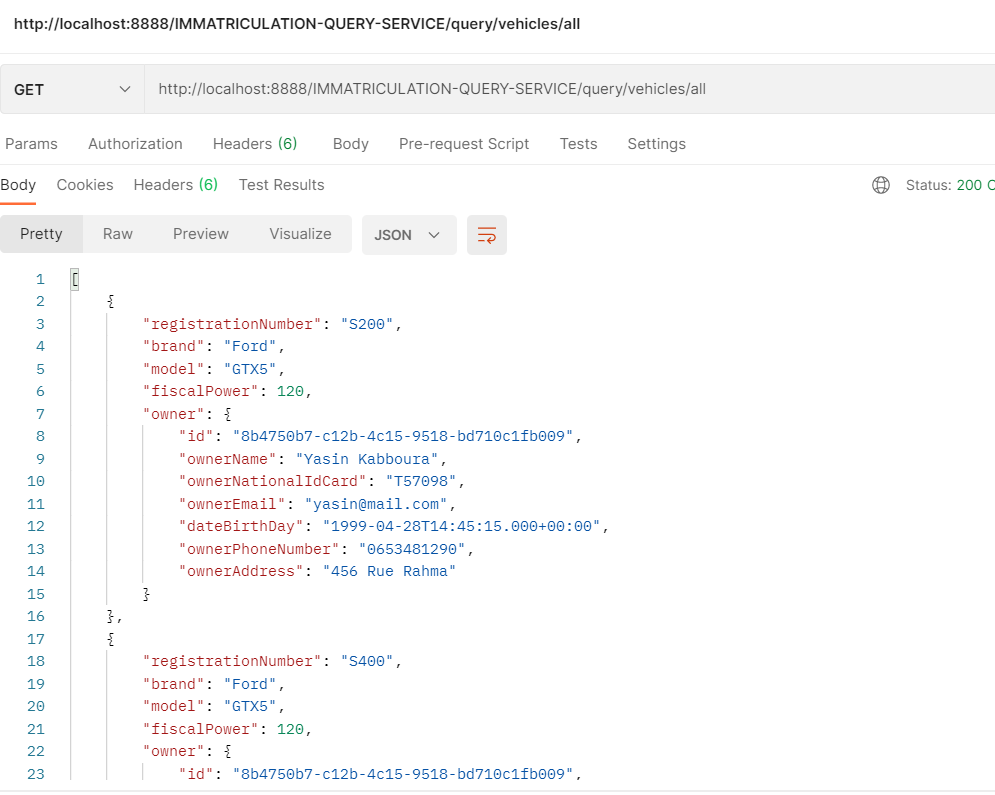 http://localhost:8888/IMMATRICULATION-QUERY-SERVICE/query/vehicles/all
GET http://localhost:8888/IMMATRICULATION-QUERY-SERVICE/query/vehicles/all
Params Authorization Headers (6) Body Pre-request Script Tests Settings
Body Cookies Headers (6) Test Results Status: 200
Pretty Raw Preview Visualize JSON
1 [
2 {
3 "registrationNumber": "S200",
4 "brand": "Ford",
5 "model": "GTX5",
6 "fiscalPower": 120,
7 "owner": {
8 "id": "8b4750b7-c12b-4c15-9518-bd710c1fb009",
9 "ownerName": "Yasin Kabboura",
10 "ownerNationalIdCard": "T57098",
11 "ownerEmail": "yasin@mail.com",
12 "dateBirthDay": "1999-04-28T14:45:15.000+00:00",
13 "ownerPhoneNumber": "0653481290",
14 "ownerAddress": "456 Rue Rahma"
15 }
16 },
17 {
18 "registrationNumber": "S400",
19 "brand": "Ford",
20 "model": "GTX5",
21 "fiscalPower": 120,
22 "owner": {
23 "id": "8b4750b7-c12b-4c15-9518-bd710c1fb009",